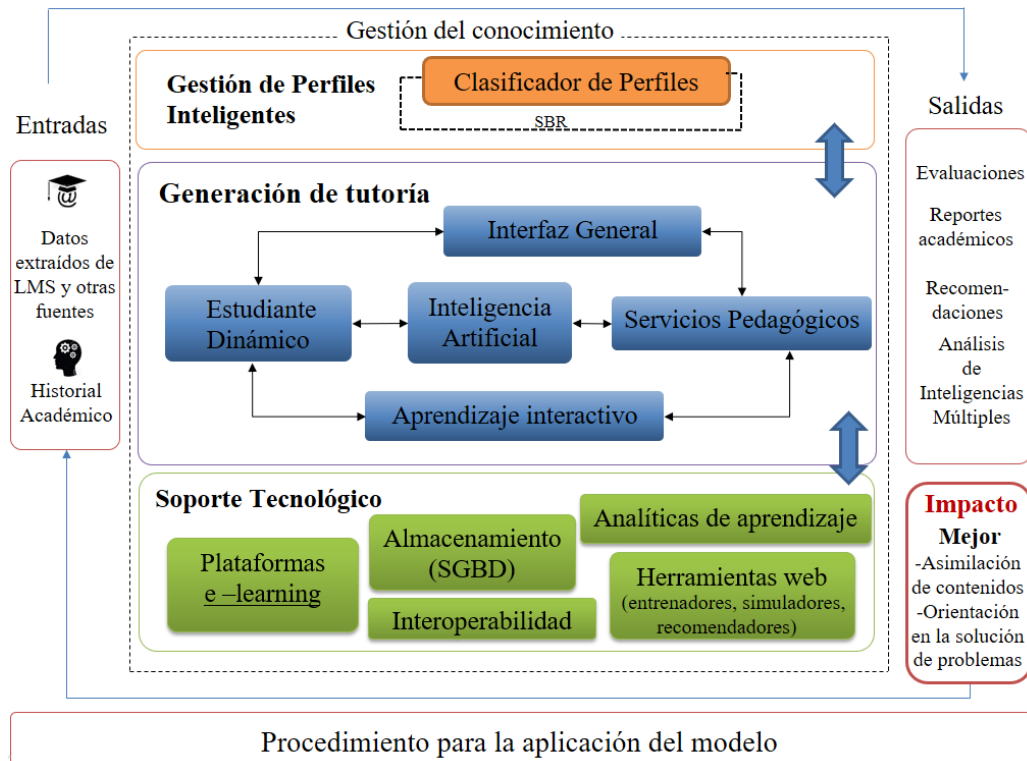 Gestión del conocimiento
Gestión de Perfiles
Inteligentes
Clasificador de Perfiles
SBR
Entradas
@
Datos
extraídos de
LMS y otras
fuentes
Historial
Académico
Generación de tutoría
Interfaz General
Estudiante
Dinámico
Inteligencia
Artificial
Servicios Pedagógicos
Aprendizaje interactivo
Soporte Tecnológico
Plataformas
e –learning
Almacenamiento
(SGBD)
Interoperabilidad
Analíticas de aprendizaje
Herramientas web
(entrenadores, simuladores,
recomendadores)
Salidas
Evaluaciones
Reportes
académicos
Recomen-
daciones
Análisis
de
Inteligencias
Múltiples
Impacto
Mejor
-Asimilación
de contenidos
-Orientación
en la solución
de problemas
Procedimiento para la aplicación del modelo